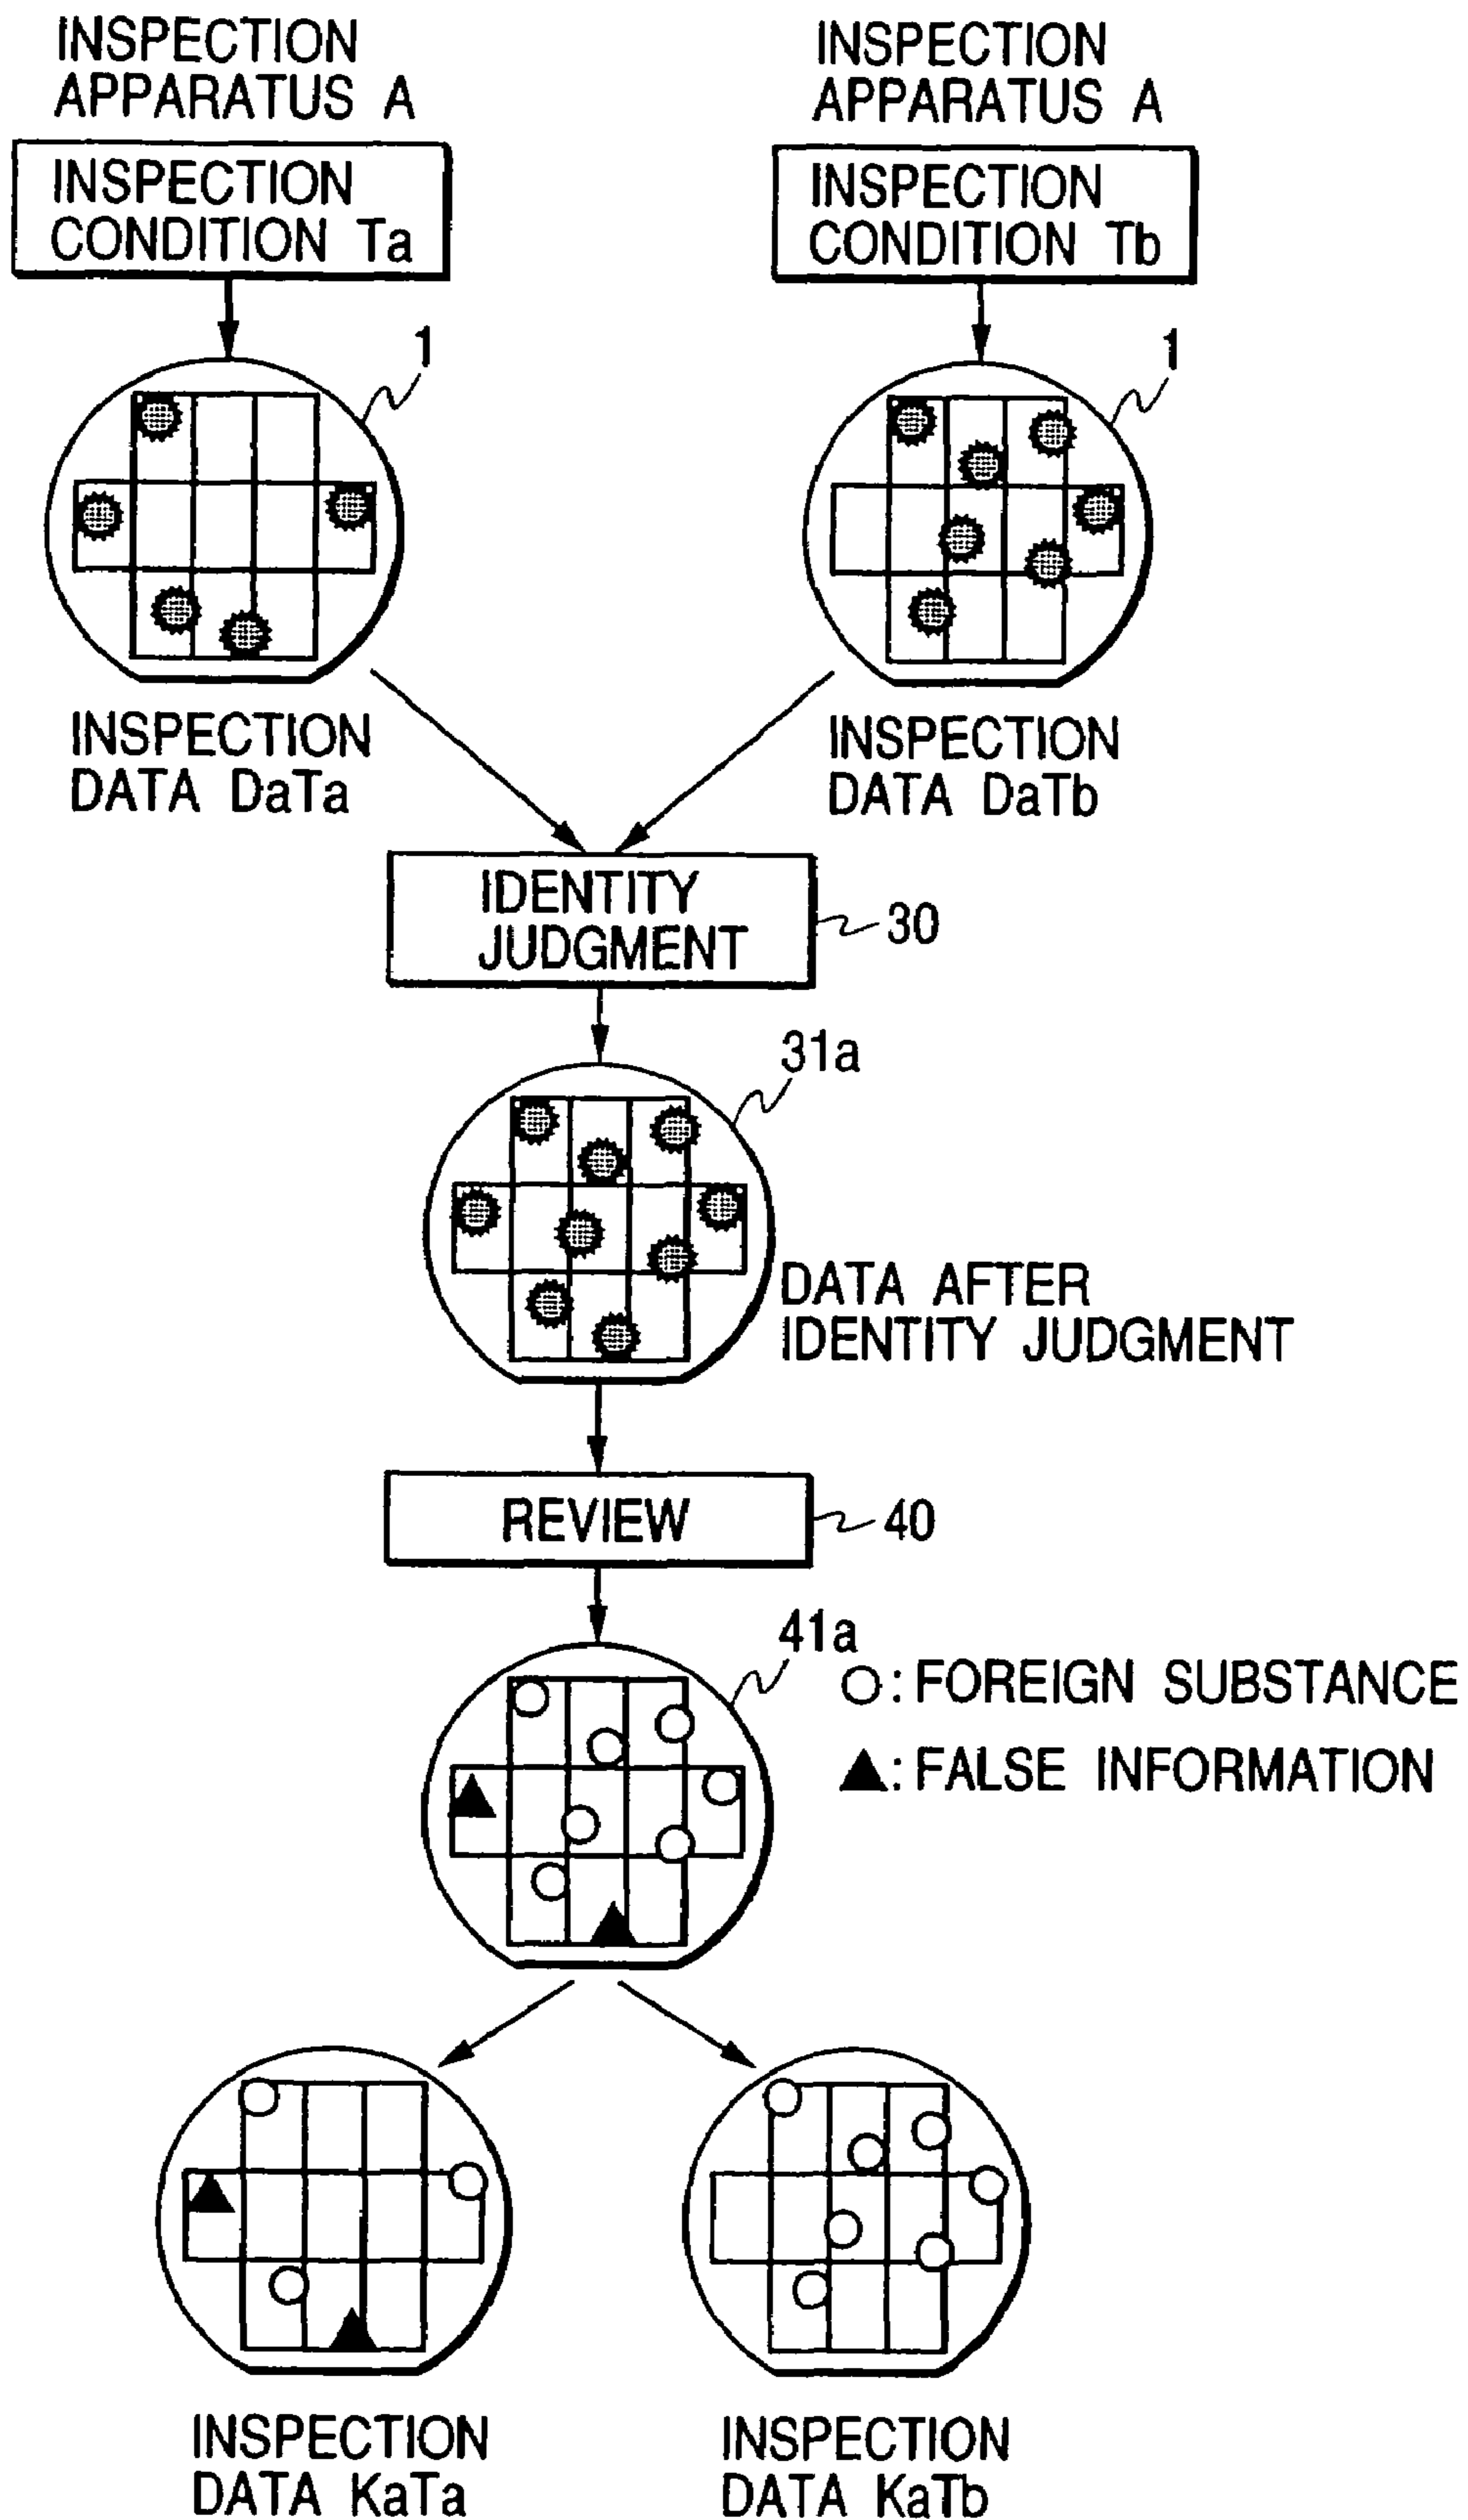 INSPECTION
APPARATUS A
INSPECTION
CONDITION Ta
1
INSPECTION
APPARATUS A
INSPECTION
CONDITION Tb
1
INSPECTION
DATA DaTa
INSPECTION
DATA DaTb
IDENTITY
JUDGMENT
30
31a
DATA AFTER
IDENTITY JUDGMENT
REVIEW
40
41a
: FOREIGN SUBSTANCE
: FALSE INFORMATION
INSPECTION
DATA KaTa
INSPECTION
DATA KaTb